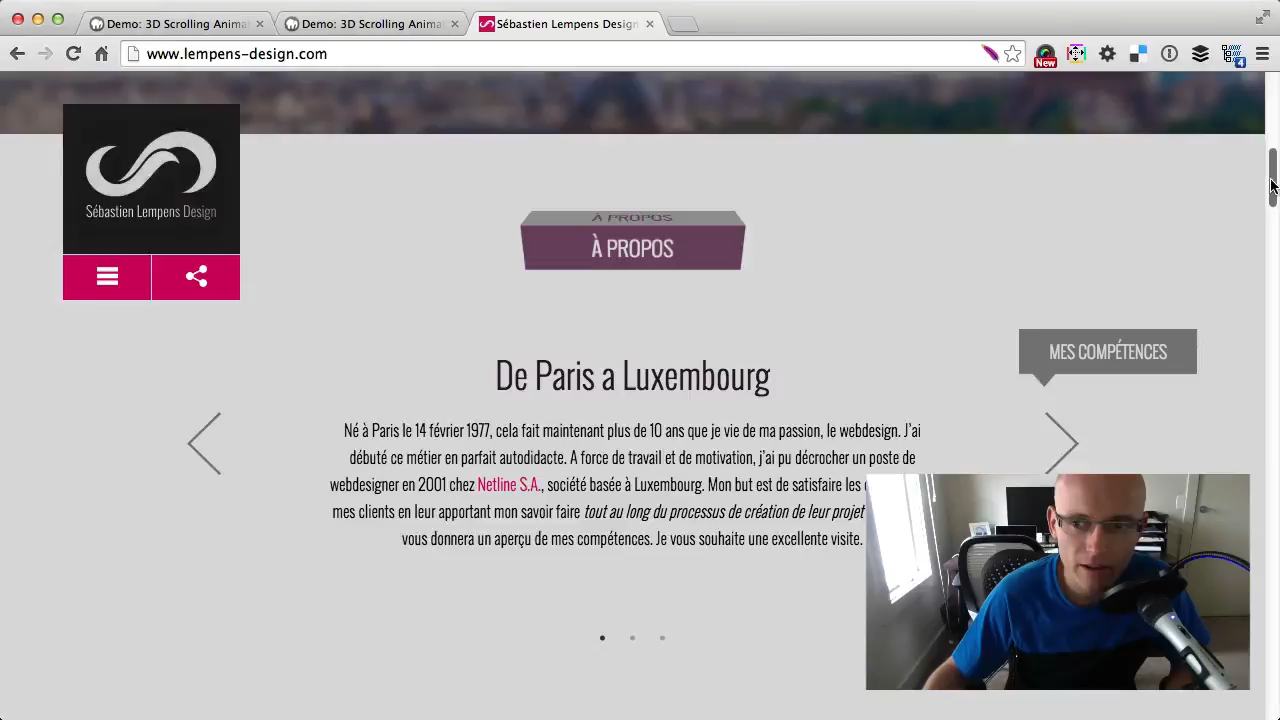 Demo: 3D Scrolling Anima
Demo: 3D Scrolling Anima
Sébastien Lempens Design
www.lempens-design.com
New
4
Sébastien Lempens Design
À PROPOS
À PROPOS
MES COMPÉTENCES
De Paris a Luxembourg
Né à Paris le 14 février 1977, cela fait maintenant plus de 10 ans que je vie de ma passion, le webdesign. J'ai
débuté ce métier en parfait autodidacte. A force de travail et de motivation, j'ai pu décrocher un poste de
webdesigner en 2001 chez Netline S.A., société basée à Luxembourg. Mon but est de satisfaire les
mes clients en leur apportant mon savoir faire tout au long du processus de création de leur projet
vous donnera un aperçu de mes compétences. Je vous souhaite une excellente visite.